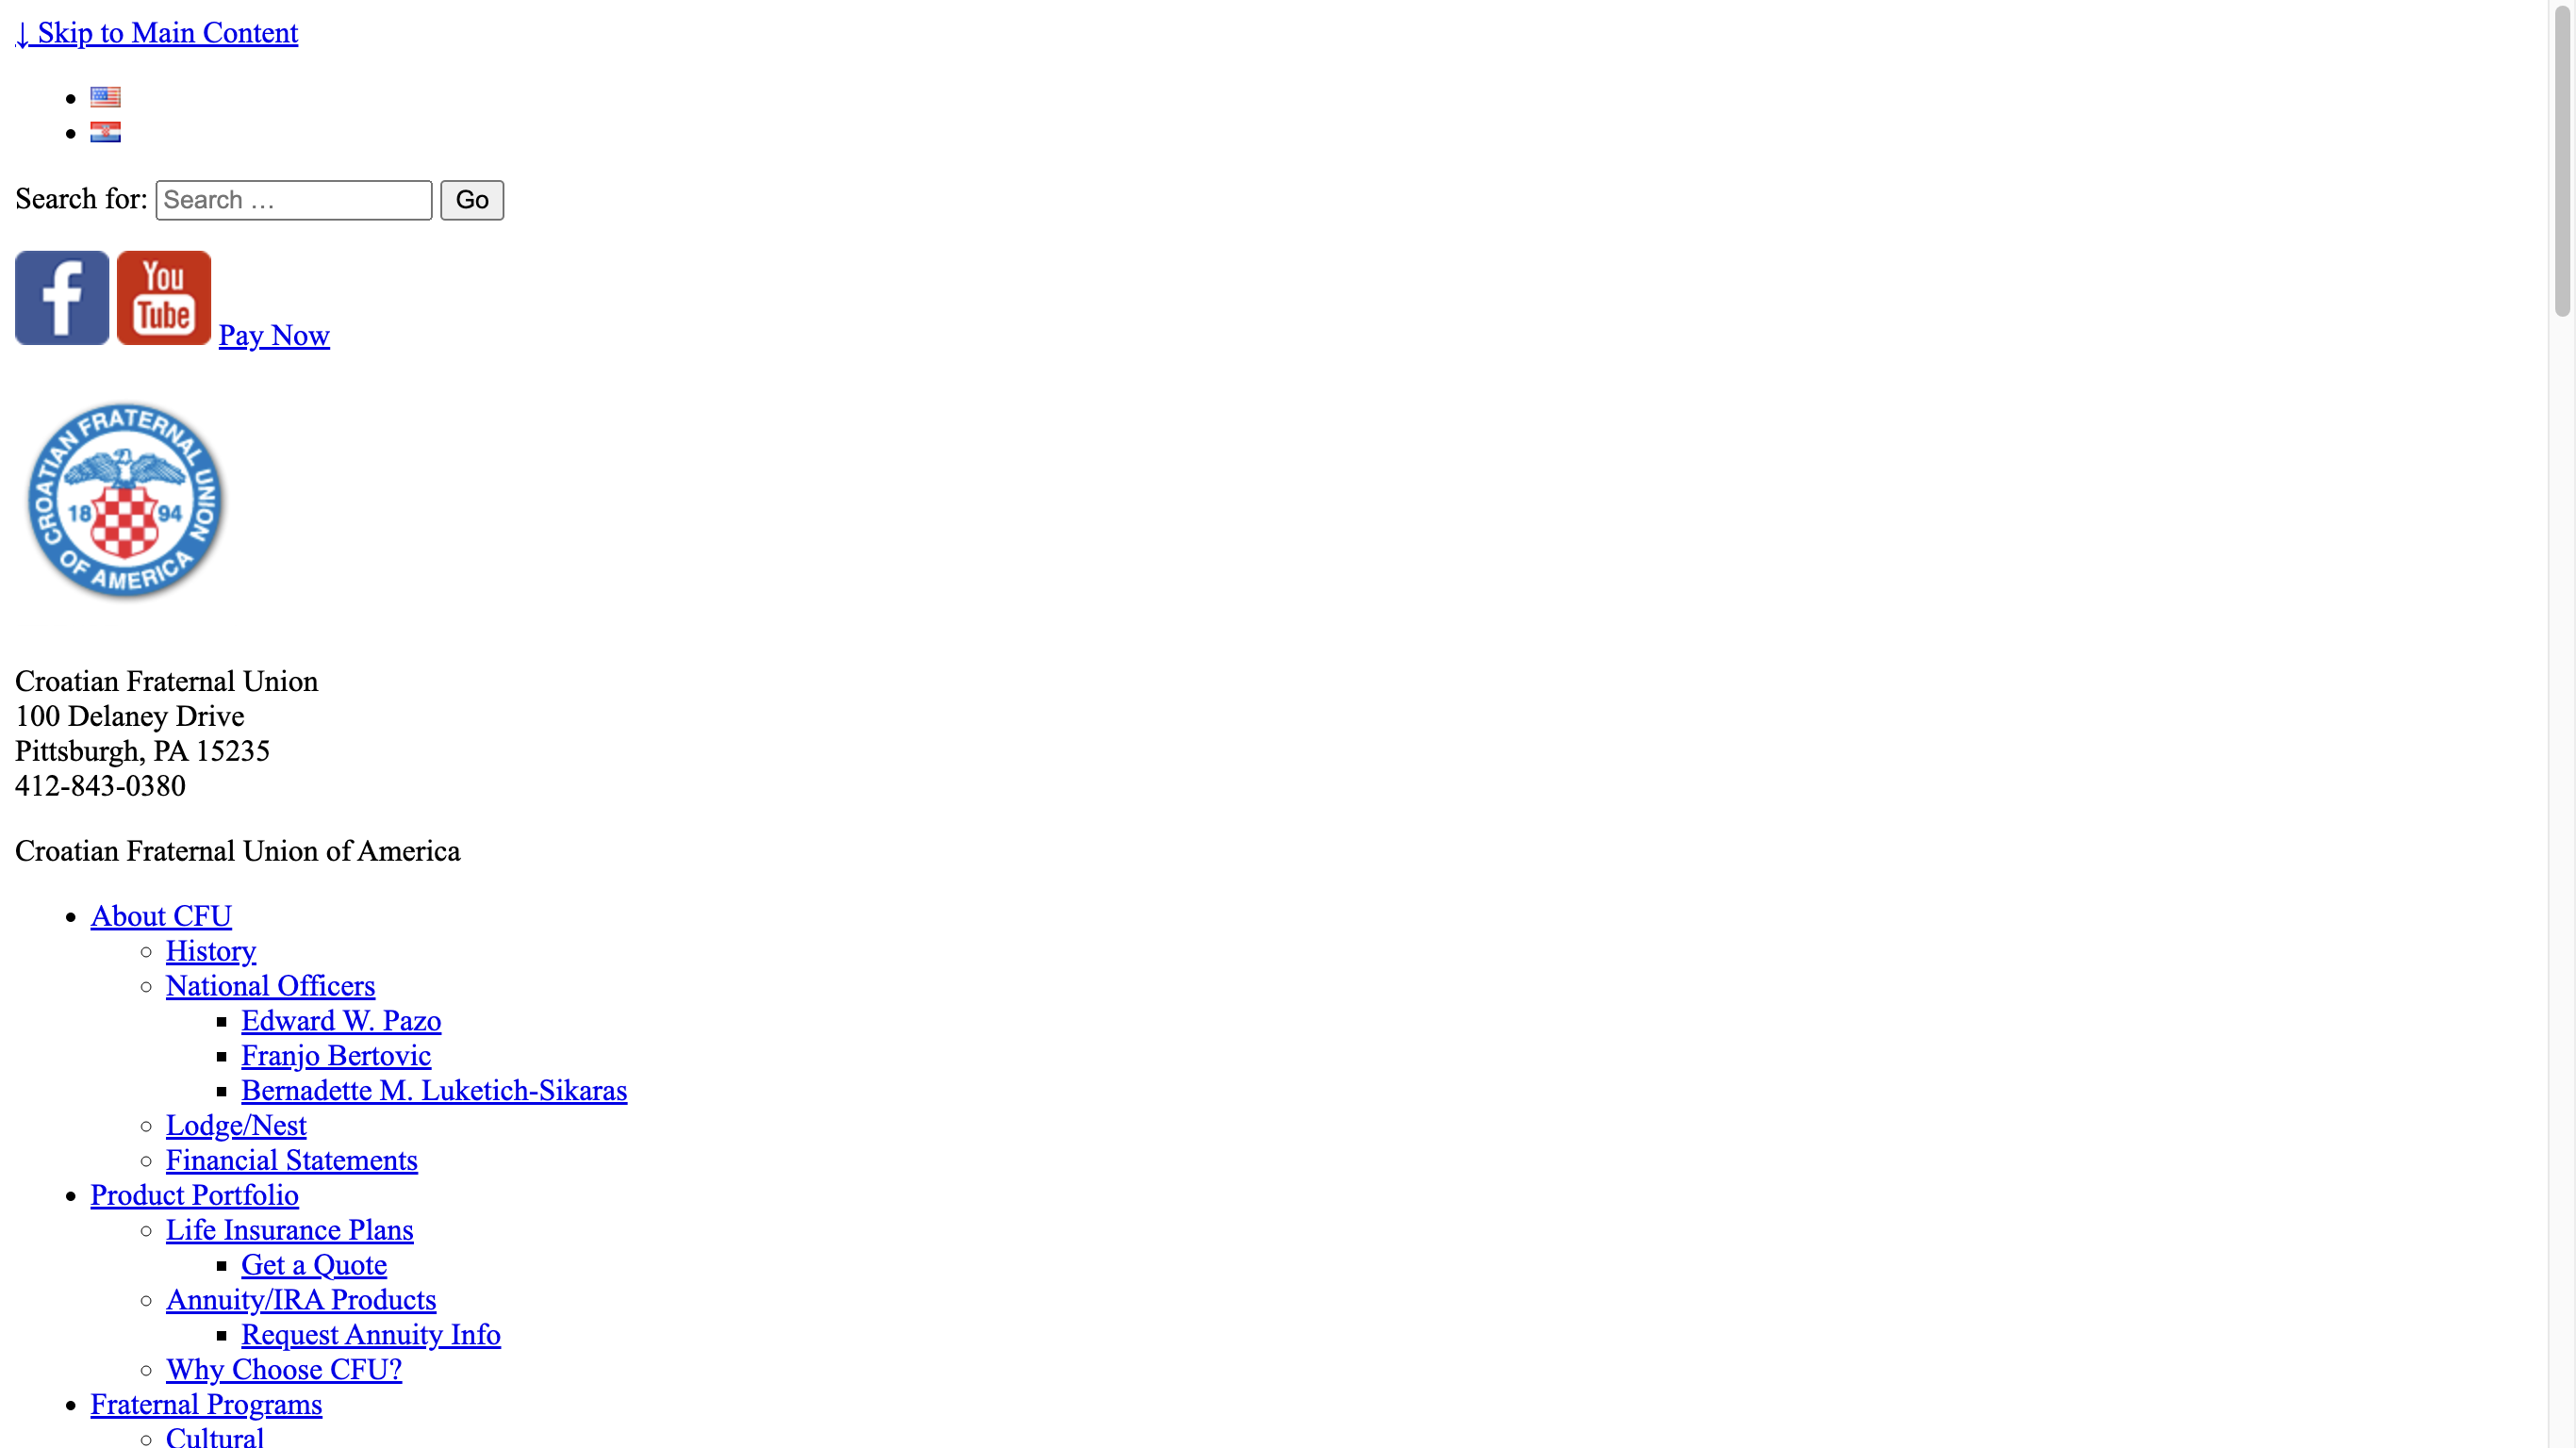 ↓ Skip to Main Content
Search for: Search … Go
f You Tube Pay Now
CROATIAN FRATERNAL UNION OF AMERICA
18 94
Croatian Fraternal Union
100 Delaney Drive
Pittsburgh, PA 15235
412-843-0380
Croatian Fraternal Union of America
About CFU
History
National Officers
Edward W. Pazo
Franjo Bertovic
Bernadette M. Luketich-Sikaras
Lodge/Nest
Financial Statements
Product Portfolio
Life Insurance Plans
Get a Quote
Annuity/IRA Products
Request Annuity Info
Why Choose CFU?
Fraternal Programs
Cultural